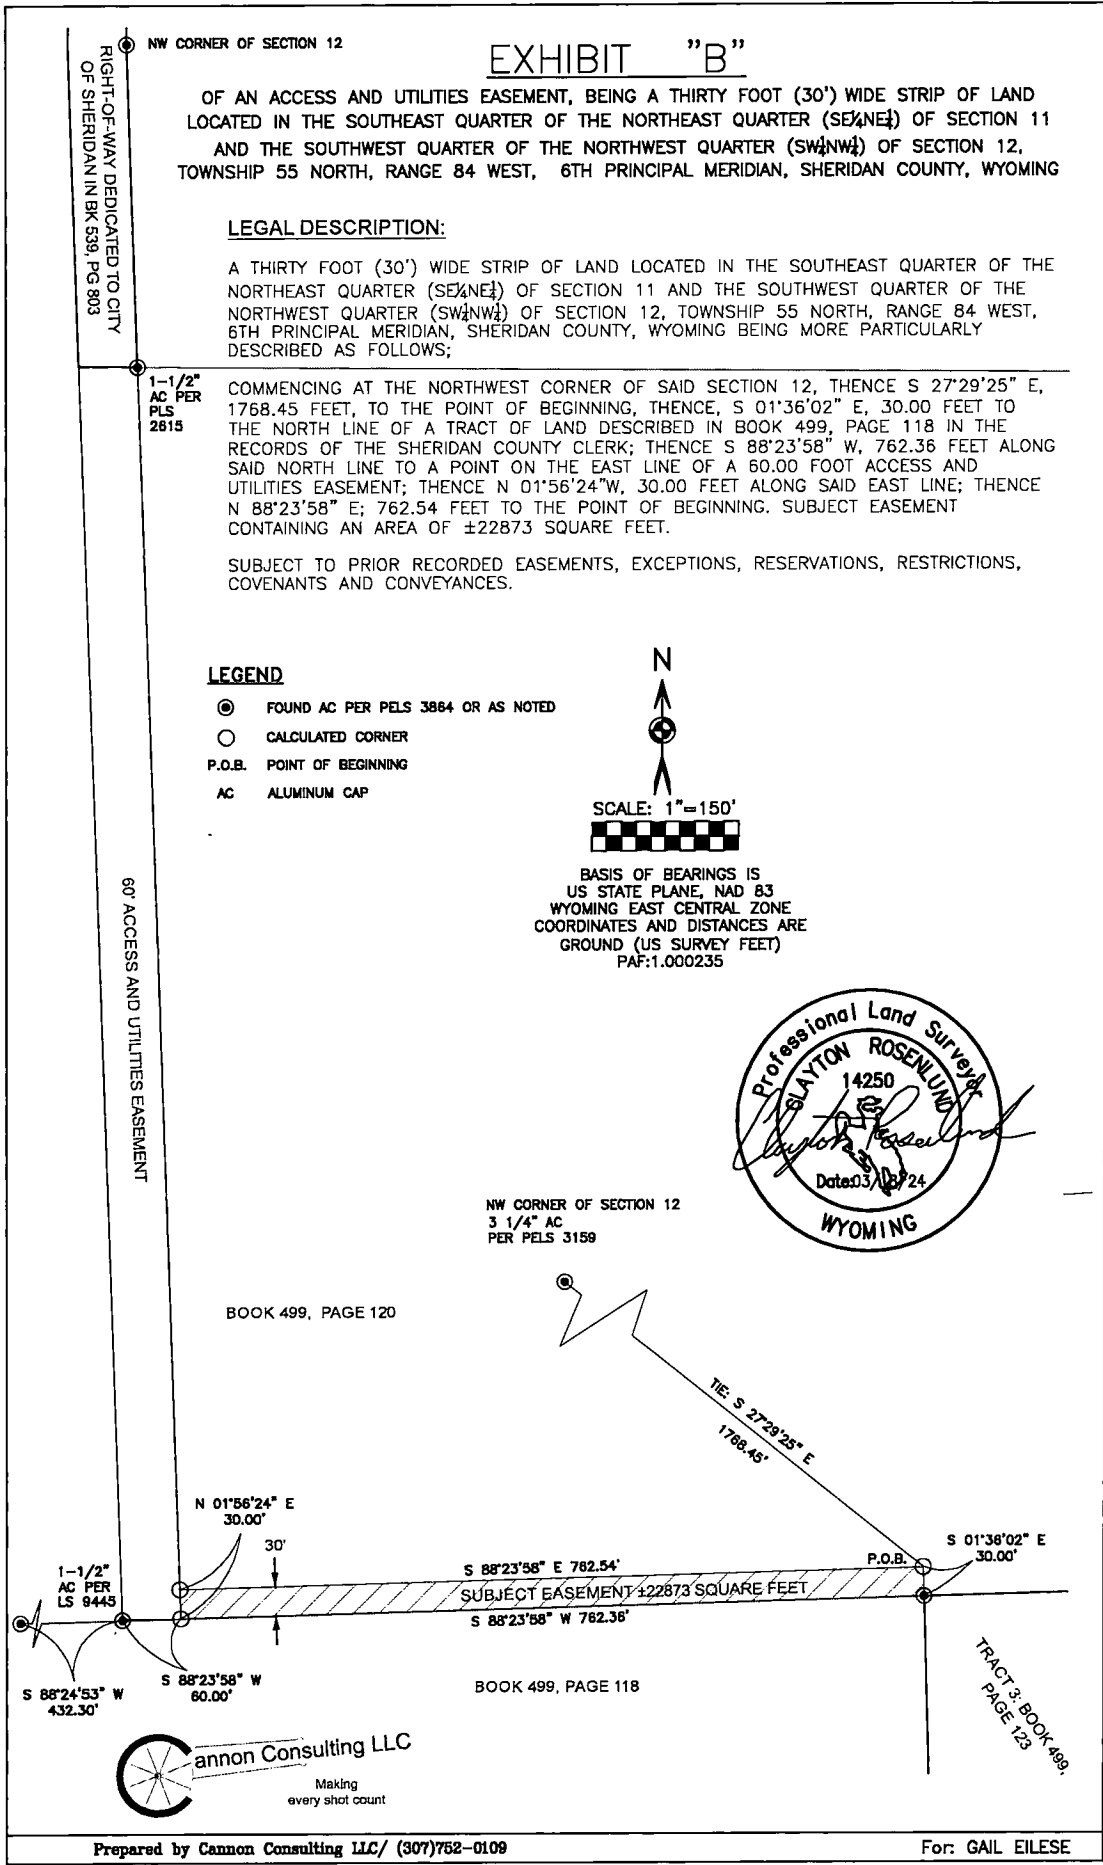 NW CORNER OF SECTION 12
EXHIBIT "B"
OF AN ACCESS AND UTILITIES EASEMENT, BEING A THIRTY FOOT (30') WIDE STRIP OF LAND
LOCATED IN THE SOUTHEAST QUARTER OF THE NORTHEAST QUARTER (SE¼NE¼) OF SECTION 11
AND THE SOUTHWEST QUARTER OF THE NORTHWEST QUARTER (SW¼NW¼) OF SECTION 12,
TOWNSHIP 55 NORTH, RANGE 84 WEST, 6TH PRINCIPAL MERIDIAN, SHERIDAN COUNTY, WYOMING
RIGHT-OF-WAY DEDICATED TO CITY
OF SHERIDAN IN BK 539, PG 803
LEGAL DESCRIPTION:
A THIRTY FOOT (30') WIDE STRIP OF LAND LOCATED IN THE SOUTHEAST QUARTER OF THE
NORTHEAST QUARTER (SE¼NE¼) OF SECTION 11 AND THE SOUTHWEST QUARTER OF THE
NORTHWEST QUARTER (SW¼NW¼) OF SECTION 12, TOWNSHIP 55 NORTH, RANGE 84 WEST,
6TH PRINCIPAL MERIDIAN, SHERIDAN COUNTY, WYOMING BEING MORE PARTICULARLY
DESCRIBED AS FOLLOWS;
1-1/2"
AC PER
PLS
2615
COMMENCING AT THE NORTHWEST CORNER OF SAID SECTION 12, THENCE S 27°29'25" E,
1768.45 FEET, TO THE POINT OF BEGINNING, THENCE, S 01°36'02" E, 30.00 FEET TO
THE NORTH LINE OF A TRACT OF LAND DESCRIBED IN BOOK 499, PAGE 118 IN THE
RECORDS OF THE SHERIDAN COUNTY CLERK; THENCE S 88°23'58" W, 762.36 FEET ALONG
SAID NORTH LINE TO A POINT ON THE EAST LINE OF A 60.00 FOOT ACCESS AND
UTILITIES EASEMENT; THENCE N 01°56'24"W, 30.00 FEET ALONG SAID EAST LINE; THENCE
N 88°23'58" E; 762.54 FEET TO THE POINT OF BEGINNING. SUBJECT EASEMENT
CONTAINING AN AREA OF ±22873 SQUARE FEET.
SUBJECT TO PRIOR RECORDED EASEMENTS, EXCEPTIONS, RESERVATIONS, RESTRICTIONS,
COVENANTS AND CONVEYANCES.
LEGEND
FOUND AC PER PELS 3864 OR AS NOTED
CALCULATED CORNER
P.O.B. POINT OF BEGINNING
AC ALUMINUM CAP
N
SCALE: 1"=150'
BASIS OF BEARINGS IS
US STATE PLANE, NAD 83
WYOMING EAST CENTRAL ZONE
COORDINATES AND DISTANCES ARE
GROUND (US SURVEY FEET)
PAF:1.000235
60' ACCESS AND UTILITIES EASEMENT
Professional Land Surveyor
CLAYTON ROSENLUND
14250
Clayton Rosenlund
Date:03/ /24
WYOMING
NW CORNER OF SECTION 12
3 1/4" AC
PER PELS 3159
BOOK 499, PAGE 120
TIE: S 27°29'25" E
1768.45'
N 01°56'24" E
30.00'
30'
S 88°23'58" E 762.54'
P.O.B.
S 01°36'02" E
30.00'
1-1/2"
AC PER
LS 9445
SUBJECT EASEMENT ±22873 SQUARE FEET
S 88°23'58" W 762.36'
S 88°24'53" W
432.30'
S 88°23'58" W
60.00'
BOOK 499, PAGE 118
TRACT 3: BOOK 499,
PAGE 123
Cannon Consulting LLC
Making
every shot count
Prepared by Cannon Consulting LLC/ (307)752-0109
For: GAIL EILESE